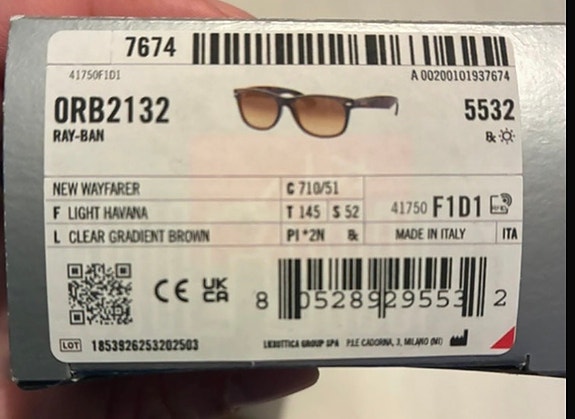 7674
41750F1D1 A 00200101937674
0RB2132 5532
RAY-BAN ℞
NEW WAYFARER C 710/51
F LIGHT HAVANA T 145 S 52 41750 F1D1
L CLEAR GRADIENT BROWN PI *2N ℞ MADE IN ITALY ITA
CE UK CA
8 052892 955532
LOT 1853926253202503 LUXOTTICA GROUP SPA P.LE CADORNA, 3, MILANO (MI)